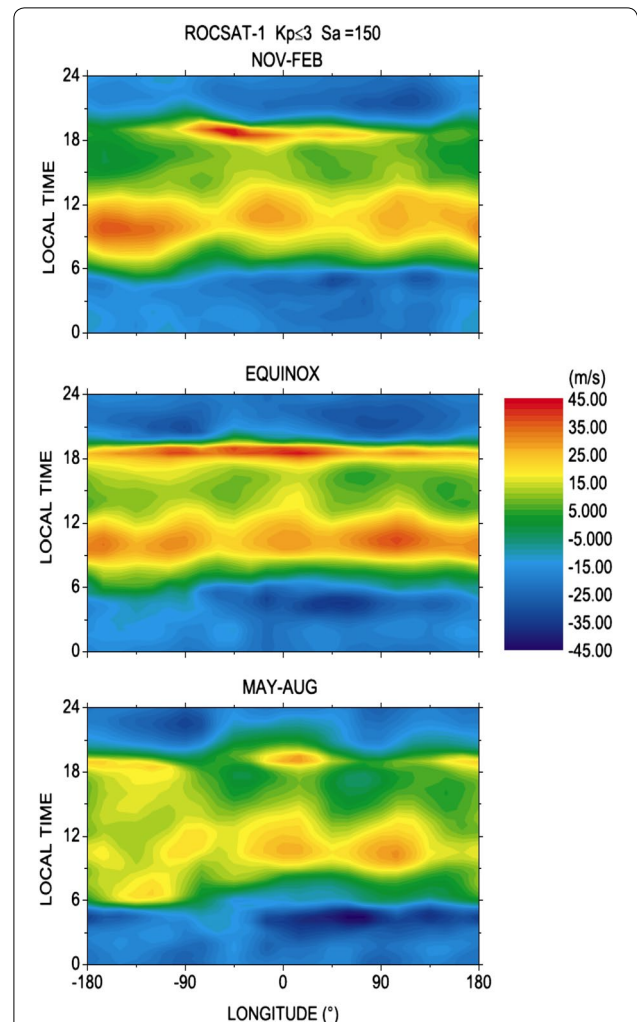 ROCSAT-1 Kp≤3 Sa =150
NOV-FEB
24
18
12
6
0
LOCAL TIME
EQUINOX
24
18
12
6
0
LOCAL TIME
(m/s)
45.00
35.00
25.00
15.00
5.000
-5.000
-15.00
-25.00
-35.00
-45.00
MAY-AUG
24
18
12
6
0
LOCAL TIME
-180 -90 0 90 180
LONGITUDE (°)